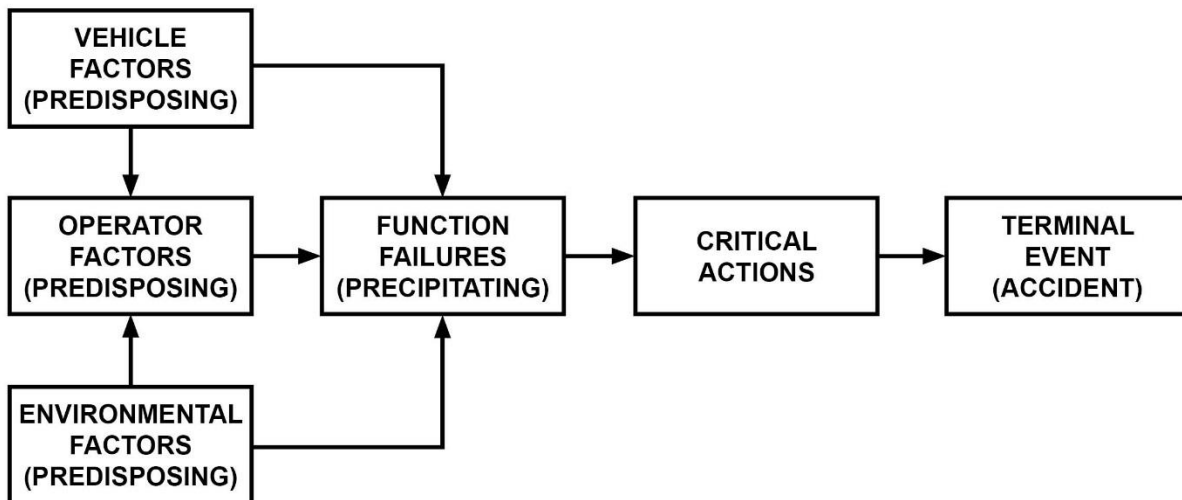 VEHICLE
FACTORS
(PREDISPOSING)
OPERATOR
FACTORS
(PREDISPOSING)
FUNCTION
FAILURES
(PRECIPITATING)
CRITICAL
ACTIONS
TERMINAL
EVENT
(ACCIDENT)
ENVIRONMENTAL
FACTORS
(PREDISPOSING)